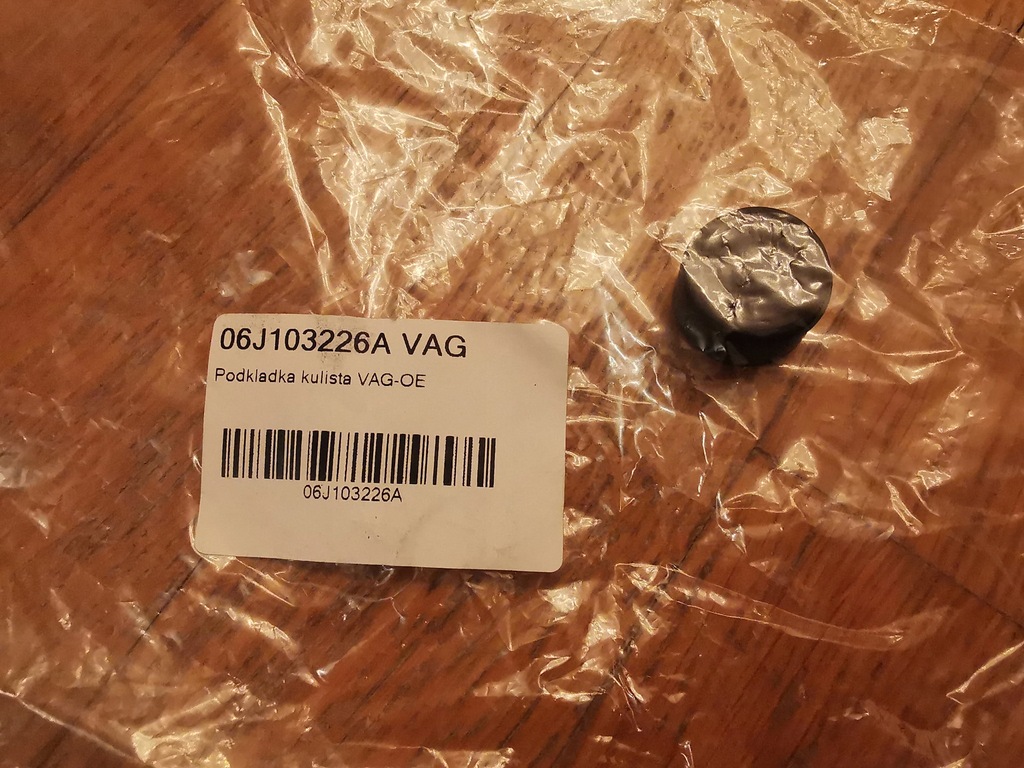 06J103226A VAG
Podkladka kulista VAG-OE
06J103226A